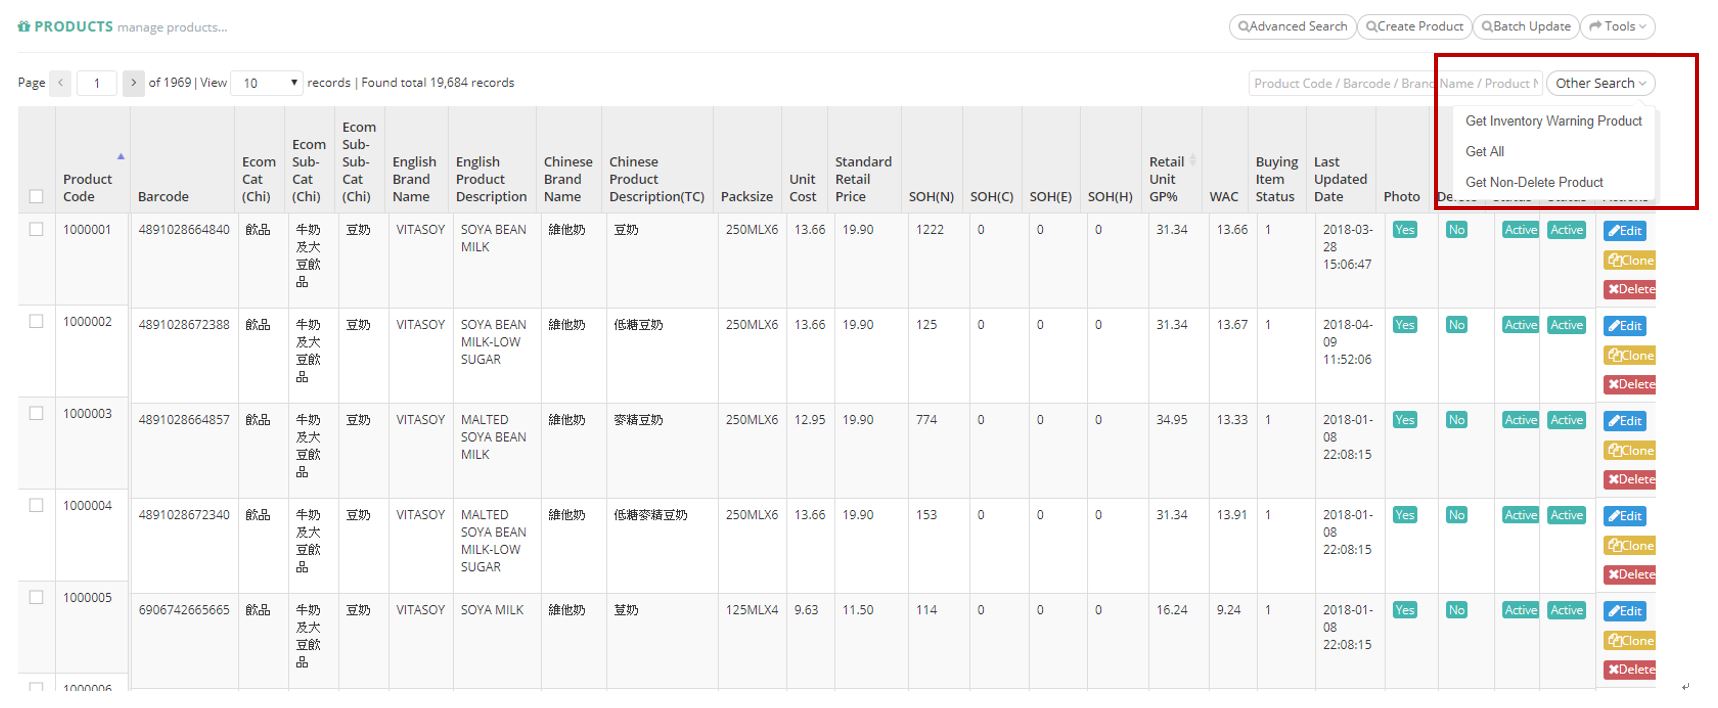 PRODUCTS manage products...
Advanced Search Create Product Batch Update Tools
Page < 1 > of 1969 | View 10 records | Found total 19,684 records
Product Code / Barcode / Brand Name / Product N Other Search
Get Inventory Warning Product
Get All
Get Non-Delete Product
Product Code Barcode Ecom Cat (Chi) Ecom Sub-Cat (Chi) Ecom Sub-Sub-Cat (Chi) English Brand Name English Product Description Chinese Brand Name Chinese Product Description(TC) Packsize Unit Cost Standard Retail Price SOH(N) SOH(C) SOH(E) SOH(H) Retail Unit GP% WAC Buying Item Status Last Updated Date Photo Delete Status Status Actions
1000001 4891028664840 飲品 牛奶及大豆飲品 豆奶 VITASOY SOYA BEAN MILK 維他奶 豆奶 250MLX6 13.66 19.90 1222 0 0 0 31.34 13.66 1 2018-03-28 15:06:47 Yes No Active Active Edit Clone Delete
1000002 4891028672388 飲品 牛奶及大豆飲品 豆奶 VITASOY SOYA BEAN MILK-LOW SUGAR 維他奶 低糖豆奶 250MLX6 13.66 19.90 125 0 0 0 31.34 13.67 1 2018-04-09 11:52:06 Yes No Active Active Edit Clone Delete
1000003 4891028664857 飲品 牛奶及大豆飲品 豆奶 VITASOY MALTED SOYA BEAN MILK 維他奶 麥精豆奶 250MLX6 12.95 19.90 774 0 0 0 34.95 13.33 1 2018-01-08 22:08:15 Yes No Active Active Edit Clone Delete
1000004 4891028672340 飲品 牛奶及大豆飲品 豆奶 VITASOY MALTED SOYA BEAN MILK-LOW SUGAR 維他奶 低糖麥精豆奶 250MLX6 13.66 19.90 153 0 0 0 31.34 13.91 1 2018-01-08 22:08:15 Yes No Active Active Edit Clone Delete
1000005 6906742665665 飲品 牛奶及大豆飲品 豆奶 VITASOY SOYA MILK 維他奶 荳奶 125MLX4 9.63 11.50 114 0 0 0 16.24 9.24 1 2018-01-08 22:08:15 Yes No Active Active Edit Clone Delete
1000006